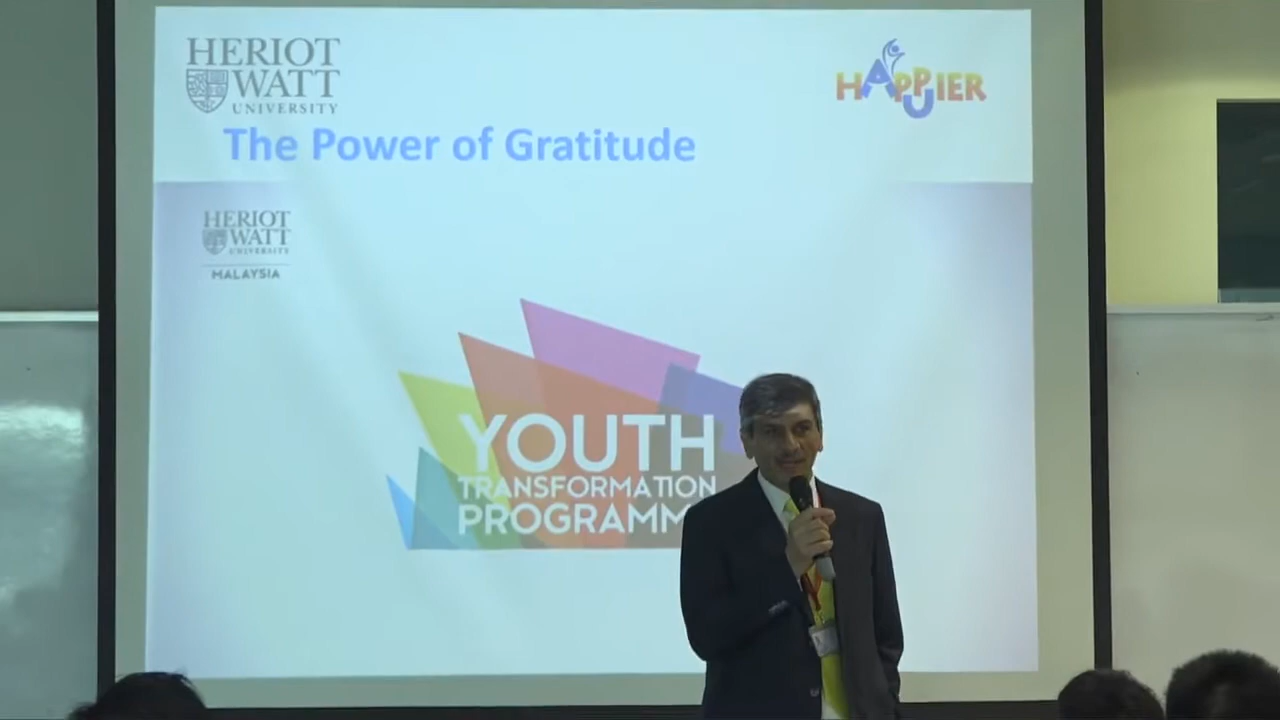 HERIOT
WATT
UNIVERSITY
HAPPIER
U
The Power of Gratitude
HERIOT
WATT
UNIVERSITY
MALAYSIA
YOUTH
TRANSFORMATION
PROGRAMM